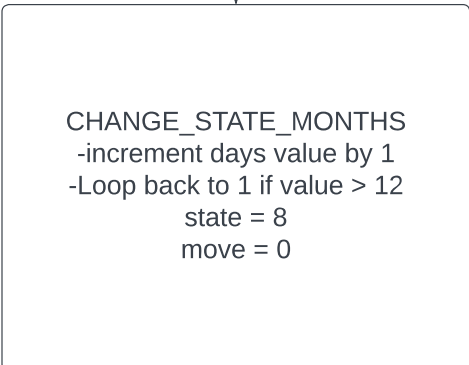 CHANGE_STATE_MONTHS
-increment days value by 1
-Loop back to 1 if value > 12
state = 8
move = 0